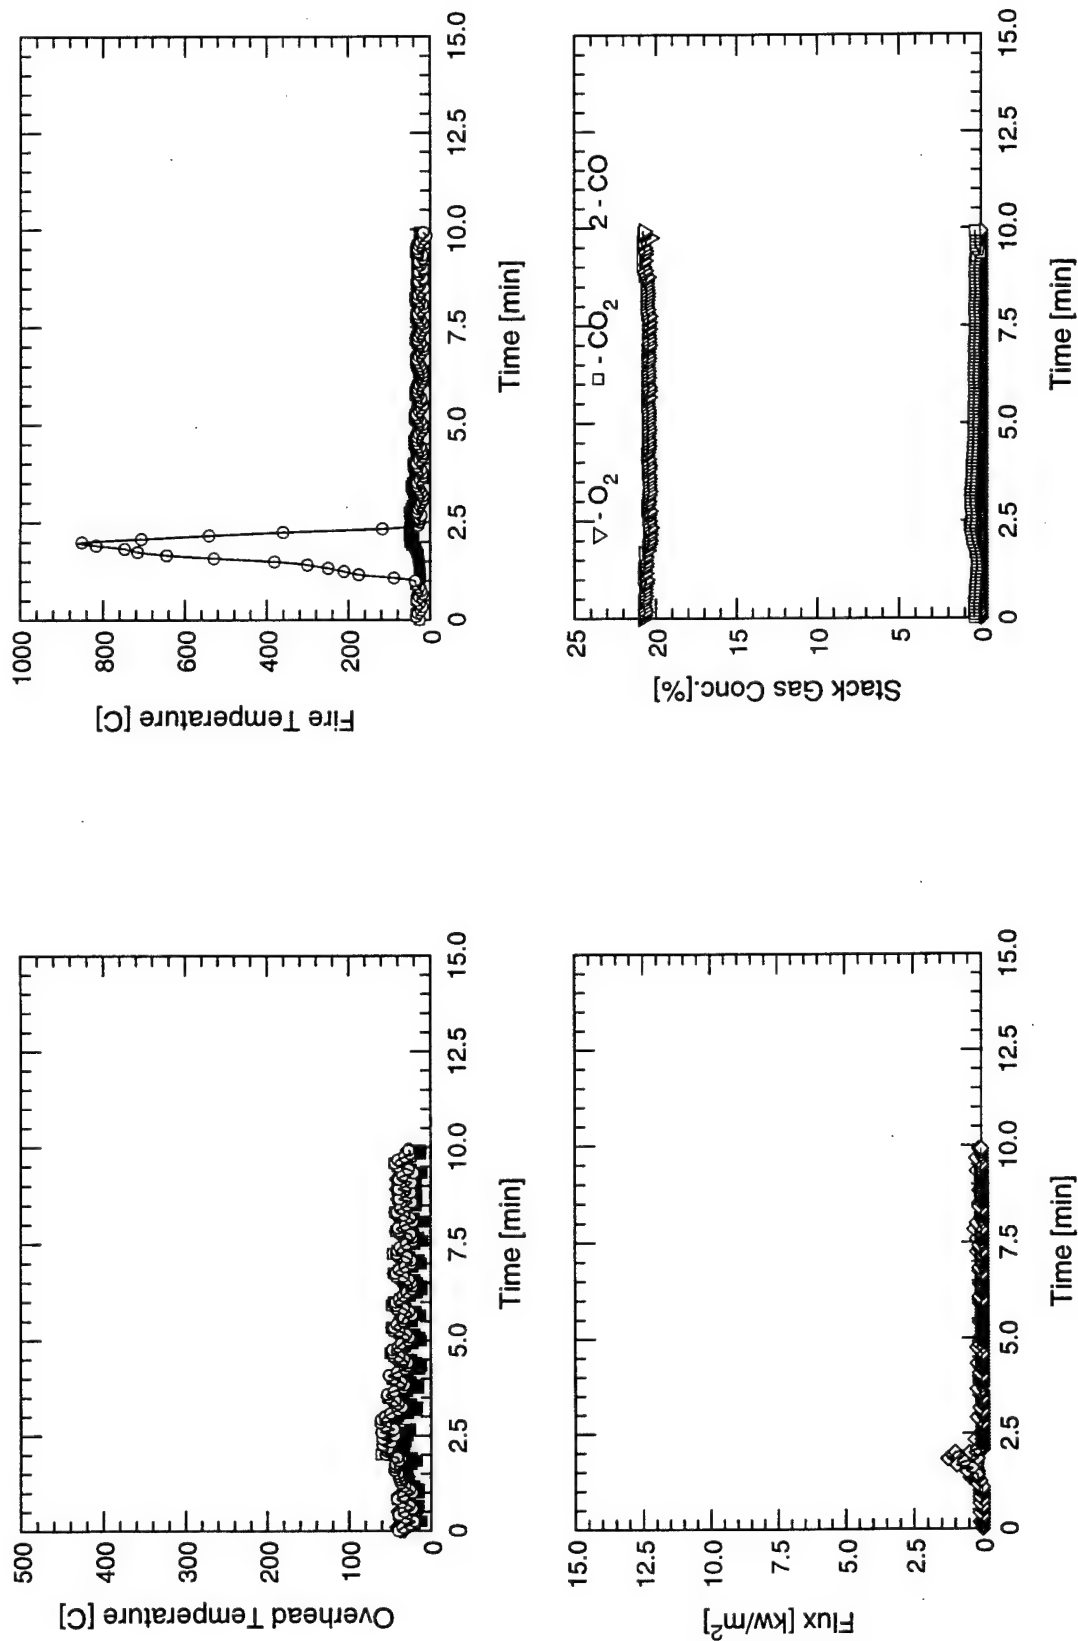 Overhead Temperature [C]
500
400
300
200
100
0
0 2.5 5.0 7.5 10.0 12.5 15.0
Time [min]
Fire Temperature [C]
1000
800
600
400
200
0
0 2.5 5.0 7.5 10.0 12.5 15.0
Time [min]
Flux [kw/m²]
15.0
12.5
10.0
7.5
5.0
2.5
0
0 2.5 5.0 7.5 10.0 12.5 15.0
Time [min]
Stack Gas Conc.[%]
25
20
15
10
5
0
▽ - O₂ □ - CO₂ 2 - CO
0 2.5 5.0 7.5 10.0 12.5 15.0
Time [min]